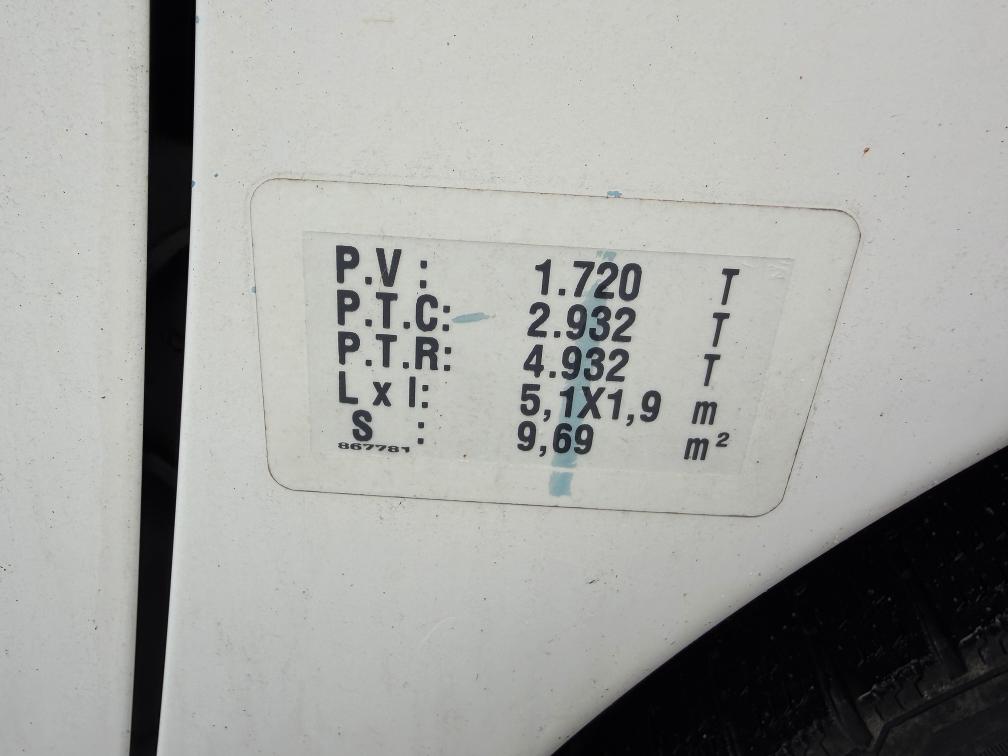 P.V : 1.720 T
P.T.C: 2.932 T
P.T.R: 4.932 T
L x l: 5,1X1,9 m
S : 9,69 m²
867781